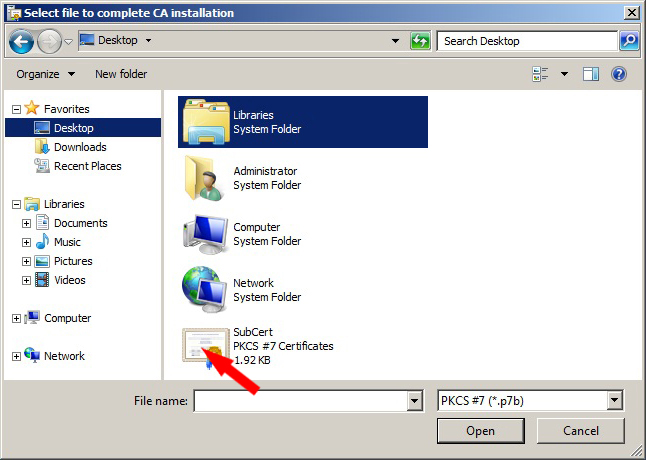 Select file to complete CA installation
Desktop
Search Desktop
Organize
New folder
Favorites
Desktop
Downloads
Recent Places
Libraries
Documents
Music
Pictures
Videos
Computer
Network
Libraries
System Folder
Administrator
System Folder
Computer
System Folder
Network
System Folder
SubCert
PKCS #7 Certificates
1.92 KB
File name:
PKCS #7 (*.p7b)
Open
Cancel